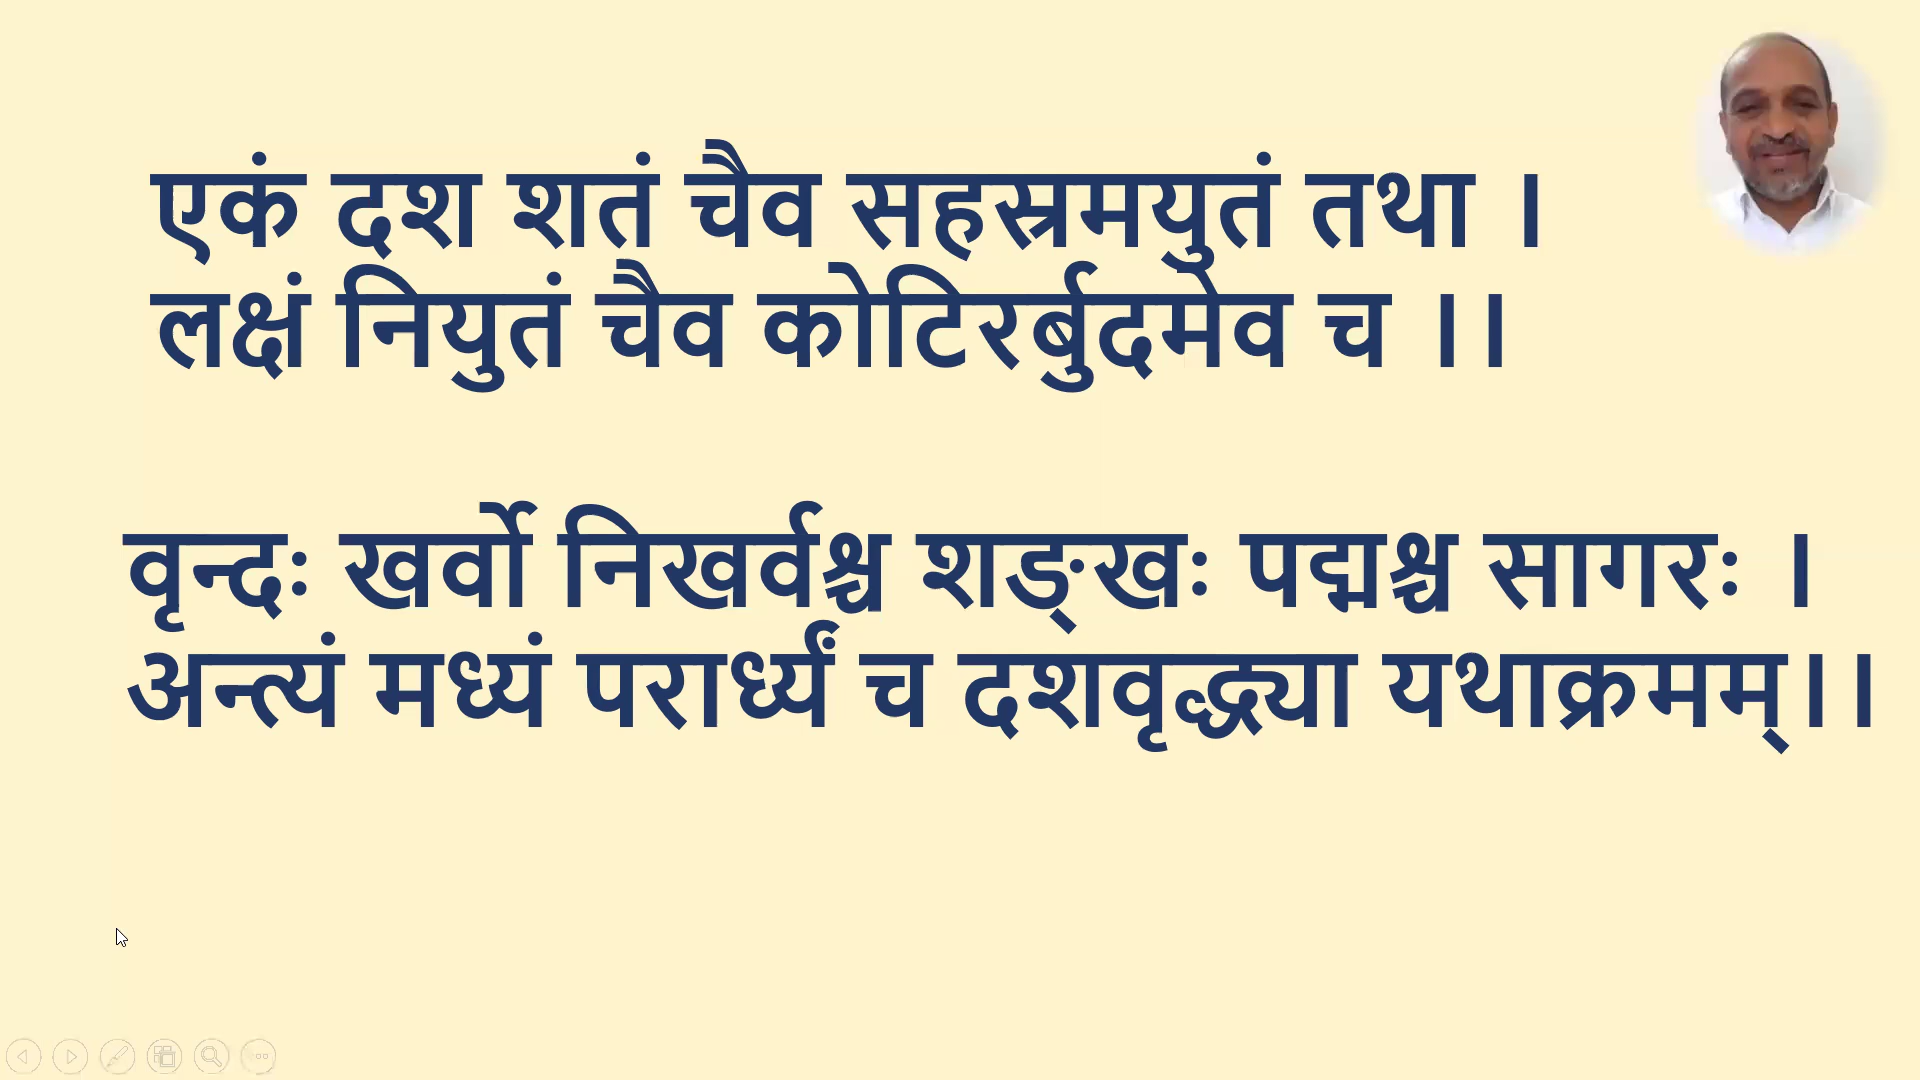 एकं दश शतं चैव सहस्रमयुतं तथा ।
लक्षं नियुतं चैव कोटिरर्बुदमेव च ।।
वृन्दः खर्वो निखर्वश्च शङ्खः पद्मश्च सागरः ।
अन्त्यं मध्यं परार्ध्यं च दशवृद्ध्या यथाक्रमम्।।